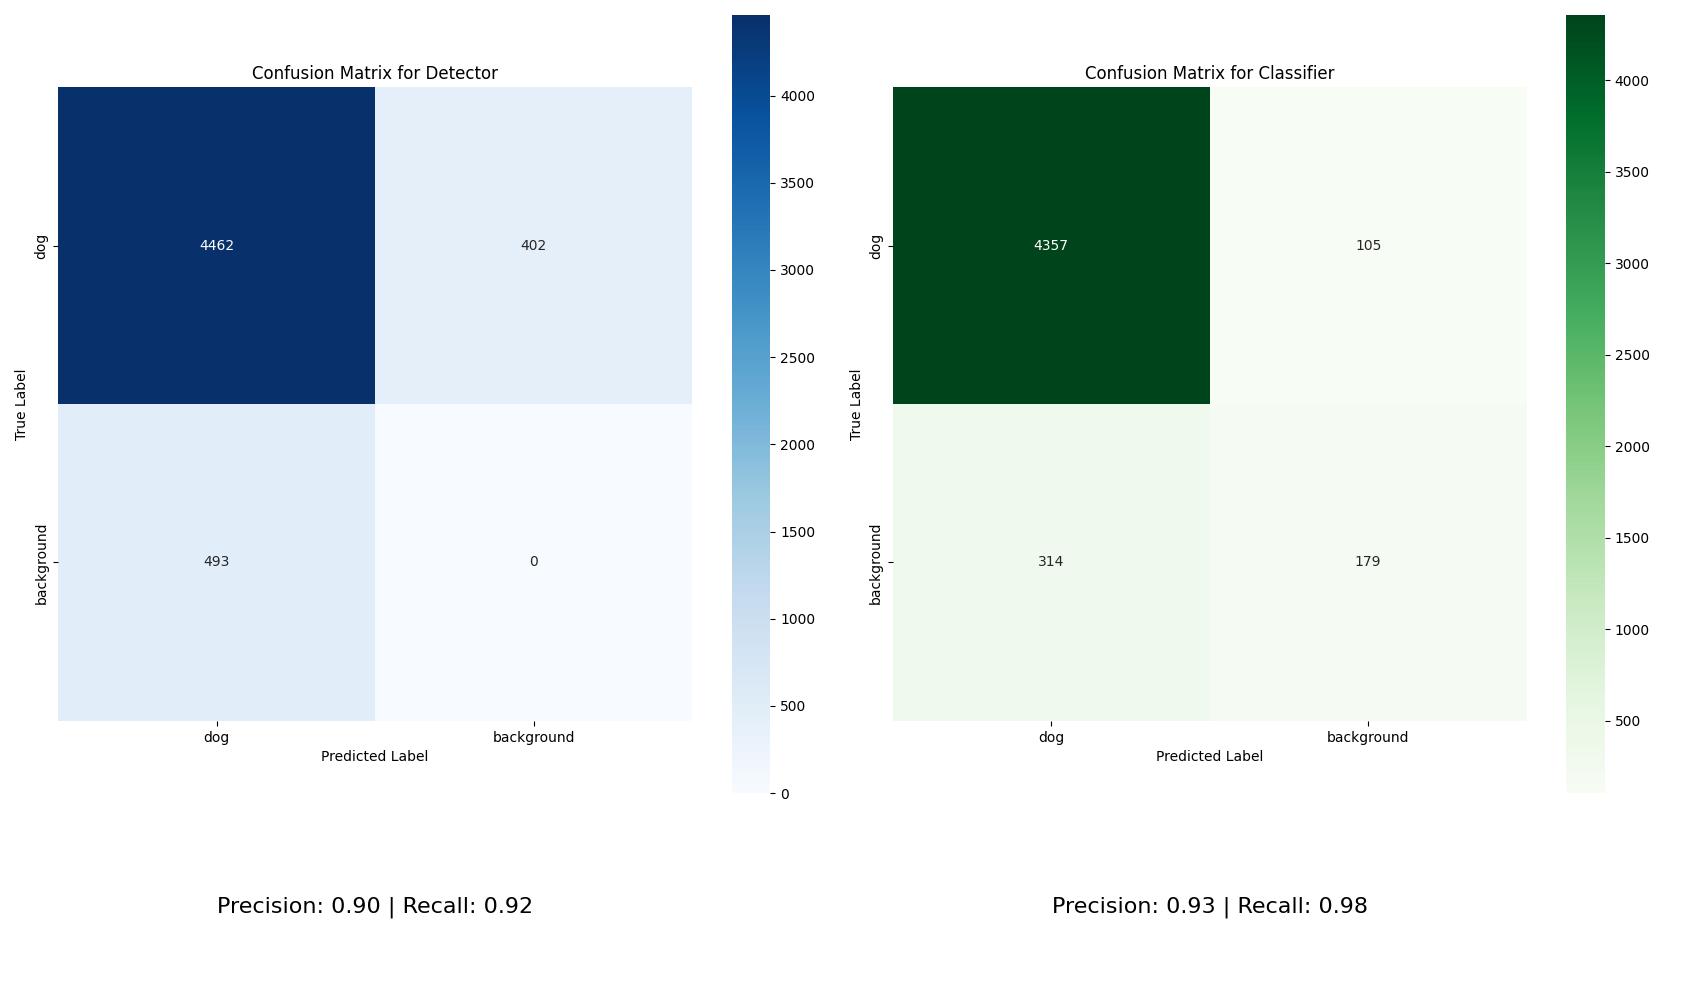 Confusion Matrix for Detector
True Label
dog
background
4462
402
493
0
dog
background
Predicted Label
4000
3500
3000
2500
2000
1500
1000
500
0
Precision: 0.90 | Recall: 0.92
Confusion Matrix for Classifier
True Label
dog
background
4357
105
314
179
dog
background
Predicted Label
4000
3500
3000
2500
2000
1500
1000
500
Precision: 0.93 | Recall: 0.98